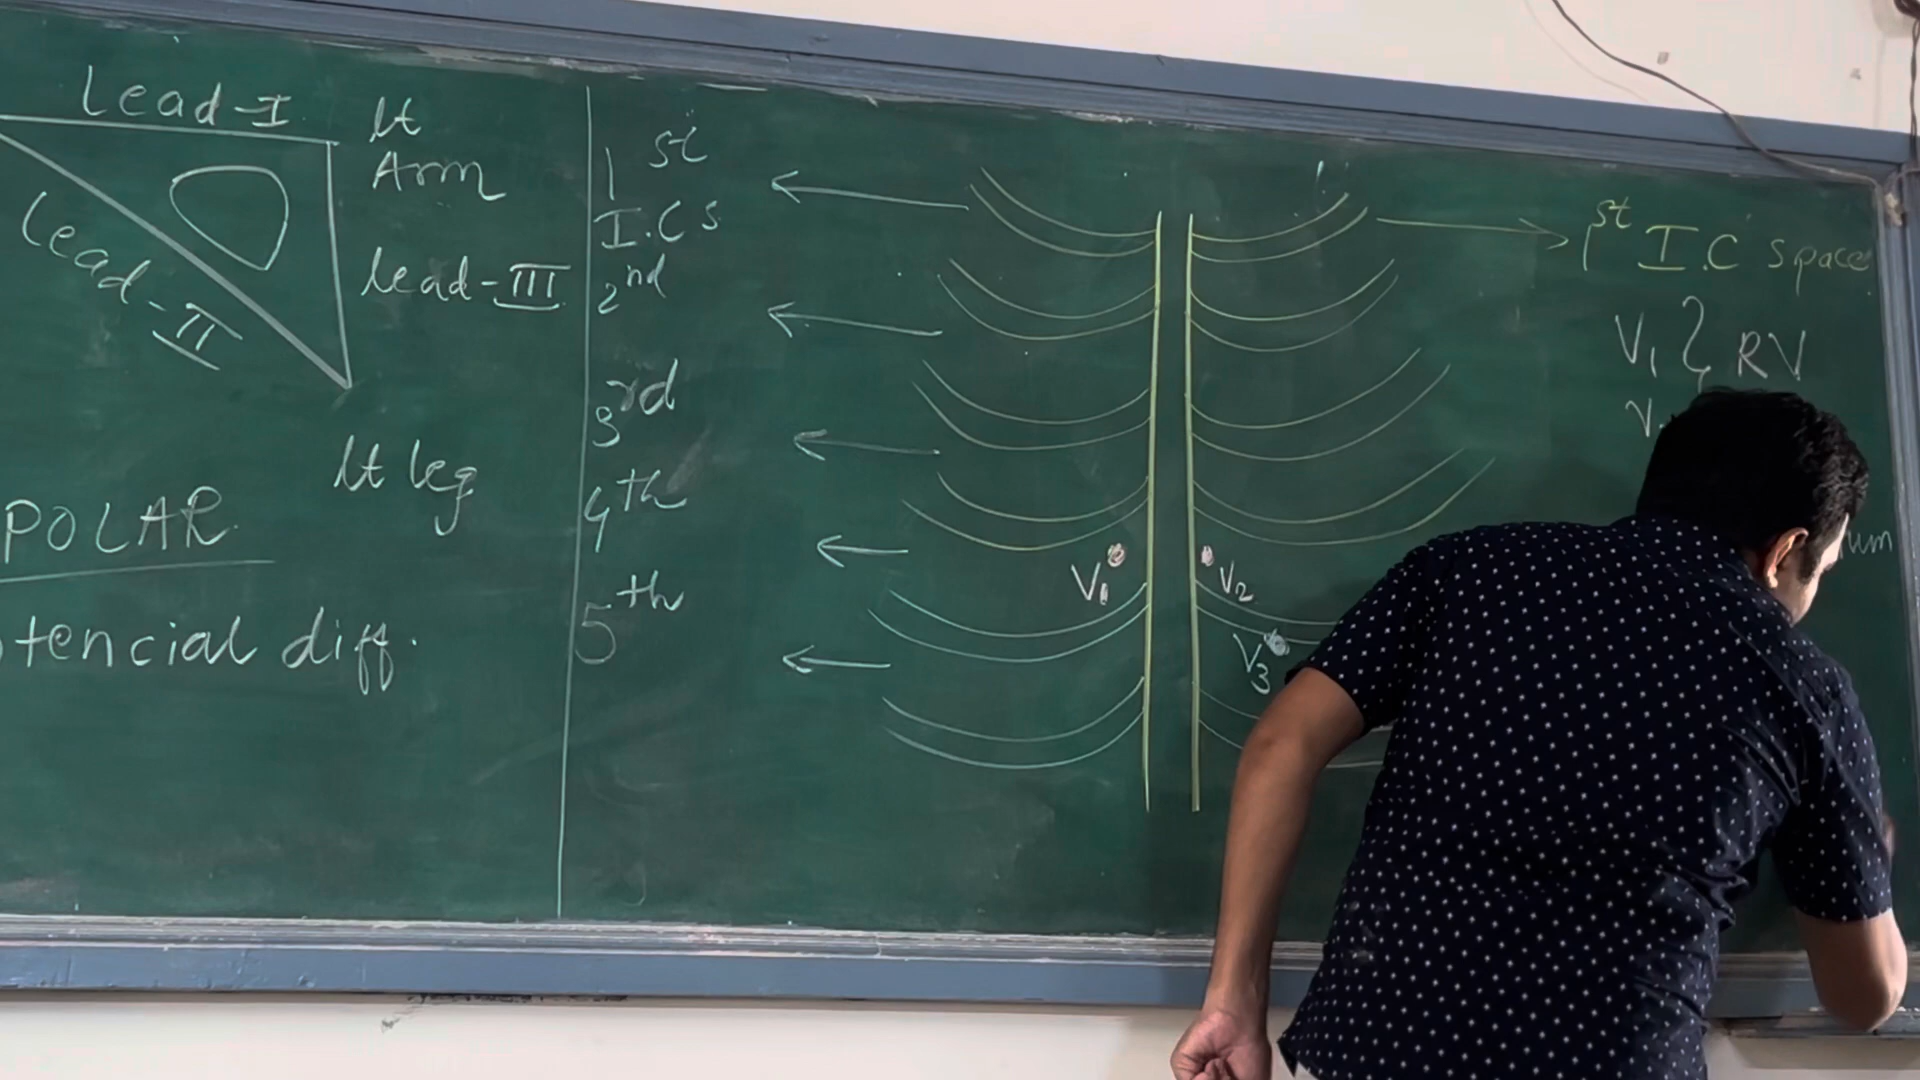 Lead-I
Lt
Arm
Lead-II
Lead-III
Lt leg
POLAR
tencial diff.
1st
I.C S
2nd
3rd
4th
5th
V1
V2
V3
1st I.C space
V1 } RV
V
um